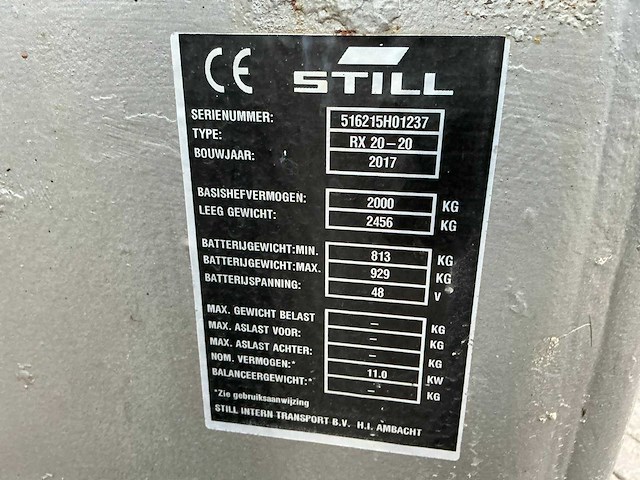 CE STILL
SERIENUMMER: 516215H01237
TYPE: RX 20-20
BOUWJAAR: 2017
BASISHEFVERMOGEN: 2000 KG
LEEG GEWICHT: 2456 KG
BATTERIJGEWICHT:MIN. 813 KG
BATTERIJGEWICHT:MAX. 929 KG
BATTERIJSPANNING: 48 V
MAX. GEWICHT BELAST – KG
MAX. ASLAST VOOR: – KG
MAX. ASLAST ACHTER: – KG
NOM. VERMOGEN:* 11.0 KW
BALANCEERGEWICHT:* – KG
*Zie gebruiksaanwijzing
STILL INTERN TRANSPORT B.V. H.I. AMBACHT